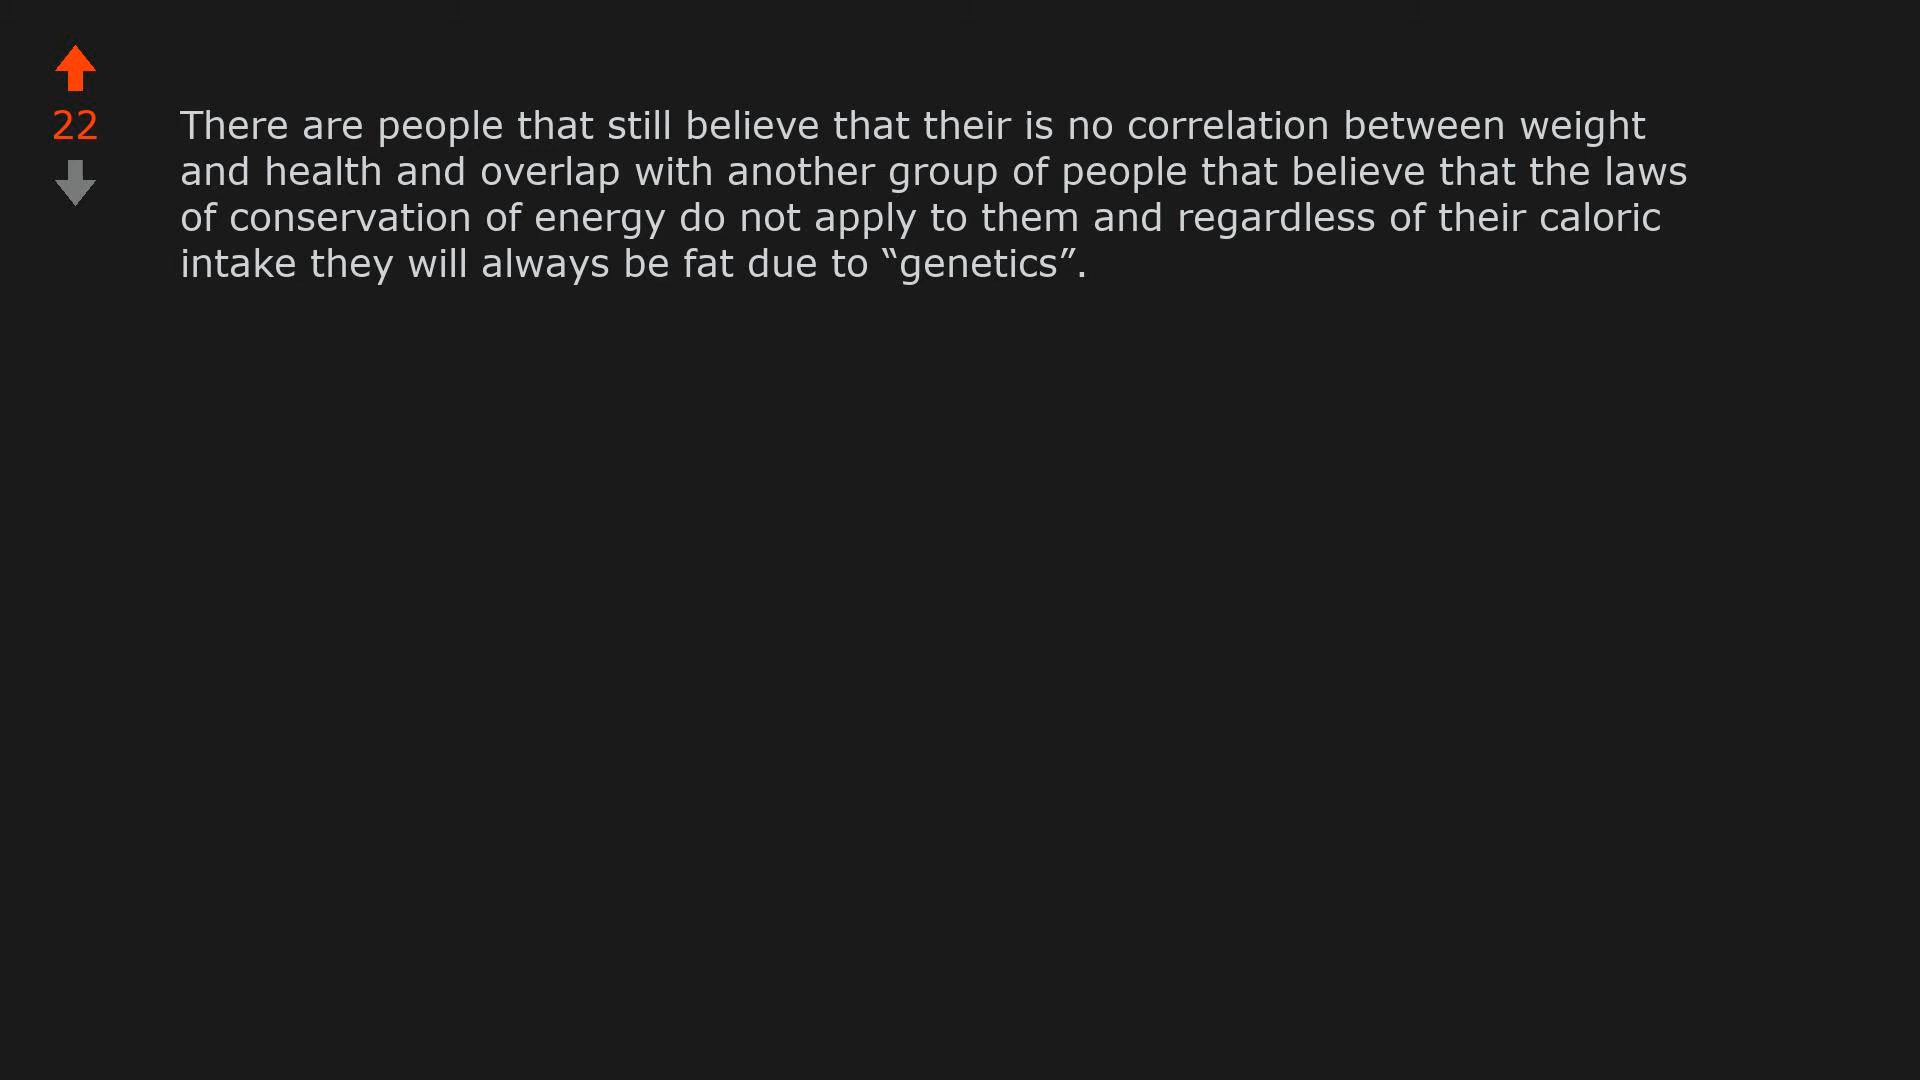 22
There are people that still believe that their is no correlation between weight
and health and overlap with another group of people that believe that the laws
of conservation of energy do not apply to them and regardless of their caloric
intake they will always be fat due to “genetics”.